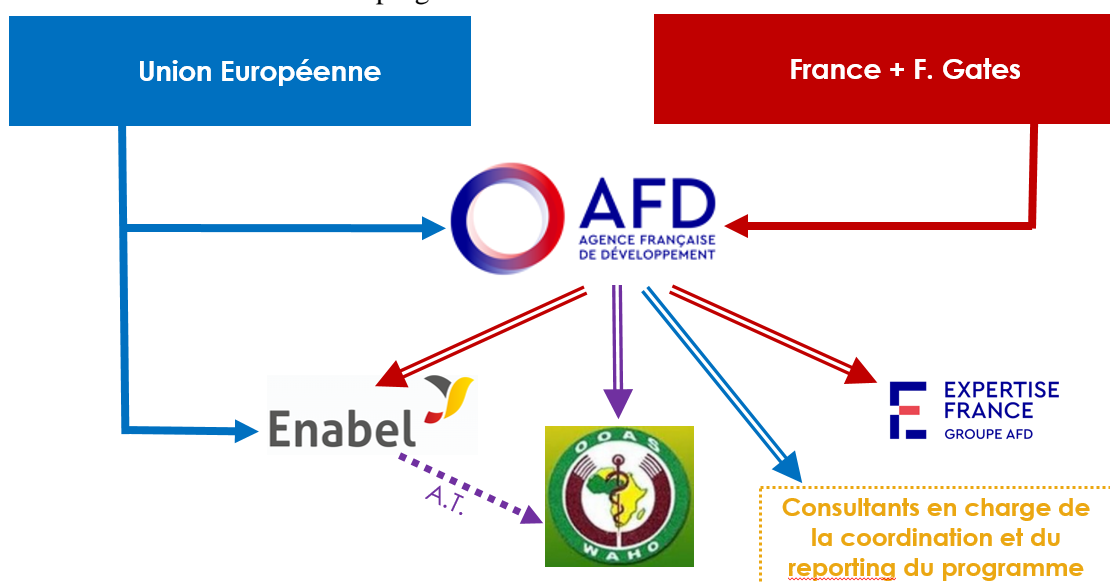 Union Européenne
France + F. Gates
AFD
AGENCE FRANÇAISE
DE DÉVELOPPEMENT
Enabel
A.T.
OOAS
WAHO
EXPERTISE
FRANCE
GROUPE AFD
Consultants en charge de
la coordination et du
reporting du programme